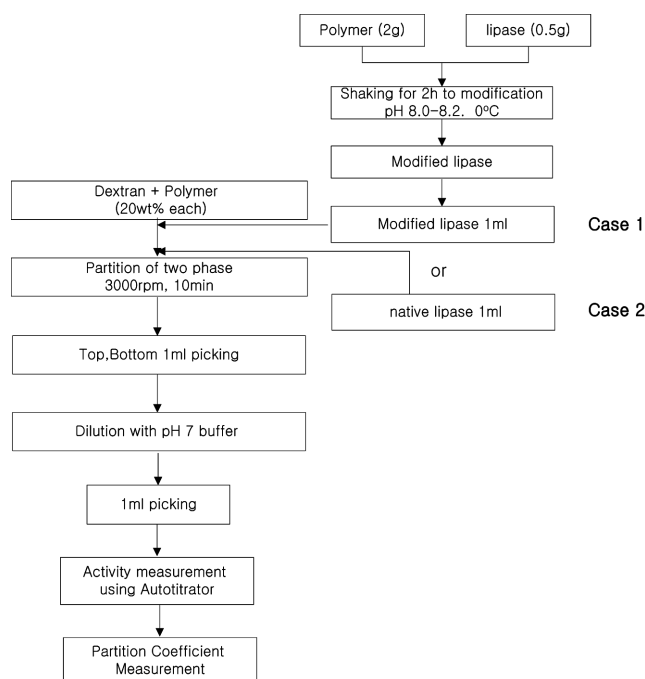 Polymer (2g)
lipase (0.5g)
Shaking for 2h to modification
pH 8.0-8.2. 0ºC
Modified lipase
Dextran + Polymer
(20wt% each)
Modified lipase 1ml
Case 1
Partition of two phase
3000rpm, 10min
or
native lipase 1ml
Case 2
Top,Bottom 1ml picking
Dilution with pH 7 buffer
1ml picking
Activity measurement
using Autotitrator
Partition Coefficient
Measurement